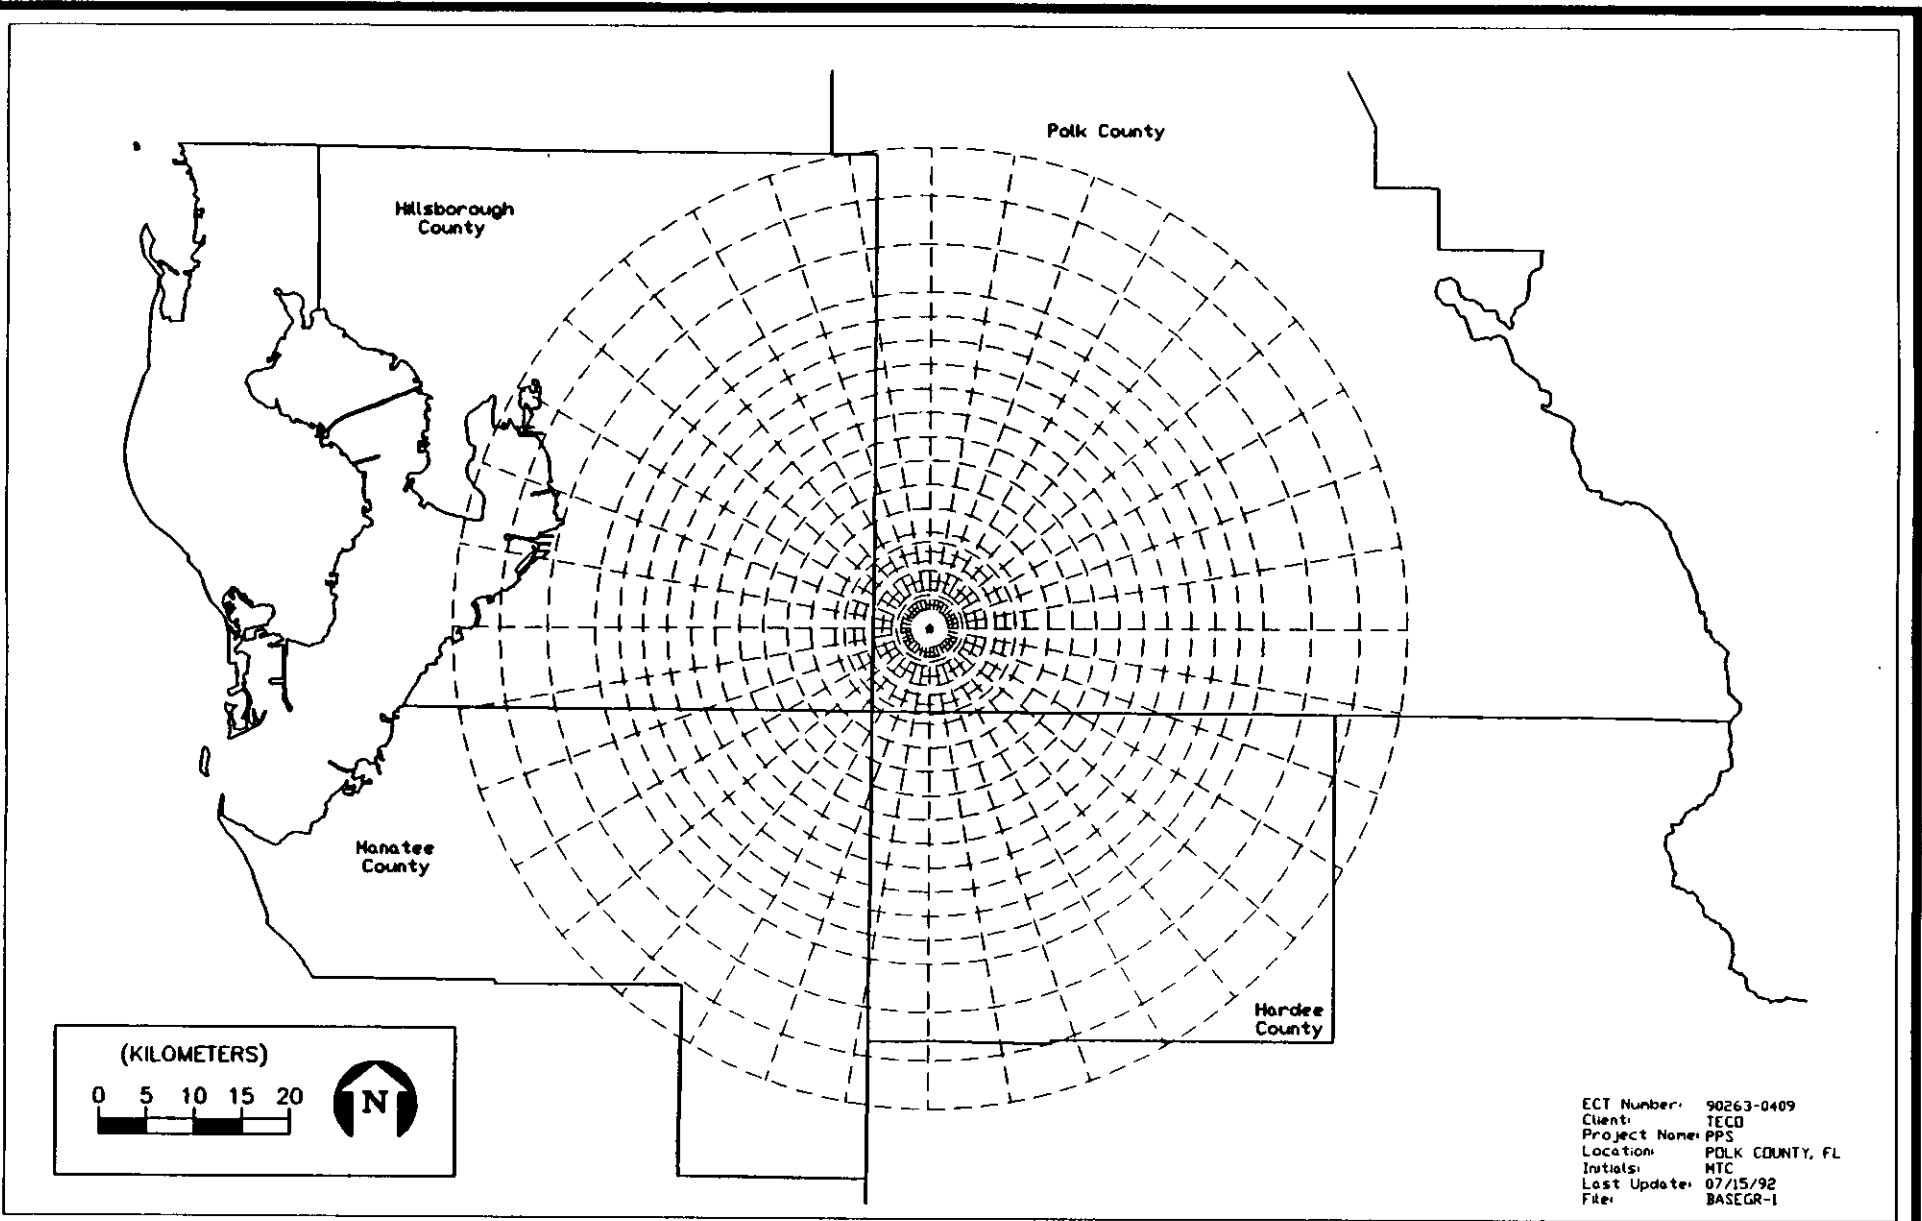 Polk County
Hillsborough
County
Manatee
County
Hardee
County
(KILOMETERS)
0 5 10 15 20
N
ECT Number: 90263-0409
Client: TECO
Project Name: PPS
Location: POLK COUNTY, FL
Initials: MTC
Last Update: 07/15/92
File: BASEGR-1